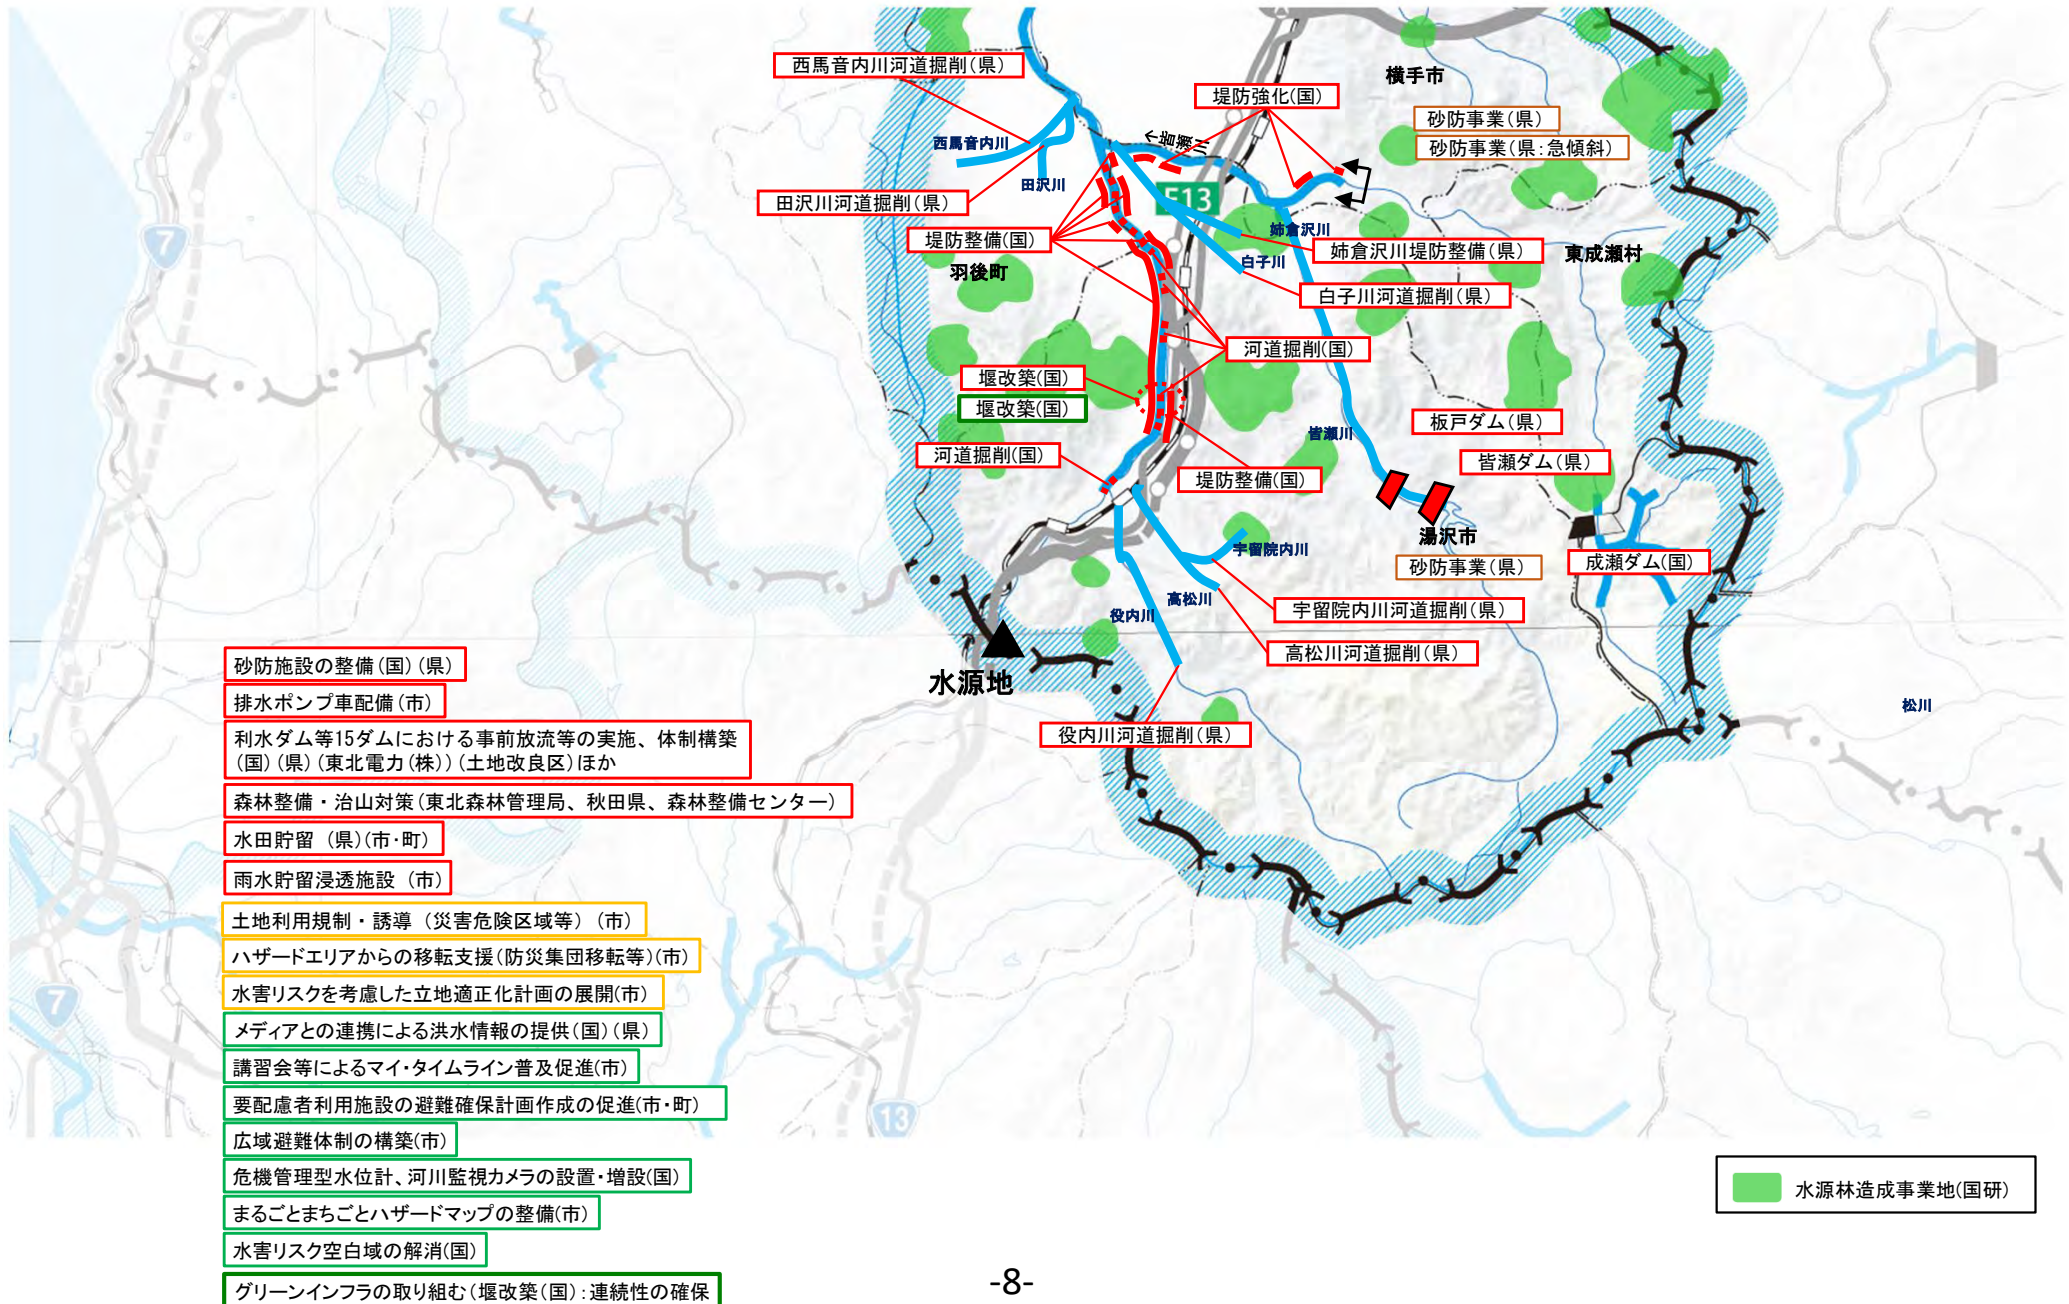 西馬音内川河道掘削(県)
横手市
堤防強化(国)
砂防事業(県)
砂防事業(県:急傾斜)
西馬音内川
↑皆瀬川
田沢川
田沢川河道掘削(県)
E13
堤防整備(国)
姉倉沢川
姉倉沢川堤防整備(県)
東成瀬村
7
羽後町
白子川
白子川河道掘削(県)
河道掘削(国)
堰改築(国)
堰改築(国)
板戸ダム(県)
皆瀬川
河道掘削(国)
皆瀬ダム(県)
堤防整備(国)
湯沢市
宇留院内川
砂防事業(県)
成瀬ダム(国)
高松川
役内川
宇留院内川河道掘削(県)
高松川河道掘削(県)
水源地
松川
役内川河道掘削(県)
砂防施設の整備(国)(県)
排水ポンプ車配備(市)
利水ダム等15ダムにおける事前放流等の実施、体制構築
(国)(県)(東北電力(株))(土地改良区)ほか
森林整備・治山対策(東北森林管理局、秋田県、森林整備センター)
水田貯留 (県)(市・町)
雨水貯留浸透施設 (市)
土地利用規制・誘導 (災害危険区域等) (市)
ハザードエリアからの移転支援(防災集団移転等)(市)
水害リスクを考慮した立地適正化計画の展開(市)
7
メディアとの連携による洪水情報の提供(国)(県)
講習会等によるマイ・タイムライン普及促進(市)
要配慮者利用施設の避難確保計画作成の促進(市・町)
13
広域避難体制の構築(市)
危機管理型水位計、河川監視カメラの設置・増設(国)
まるごとまちごとハザードマップの整備(市)
水害リスク空白域の解消(国)
グリーンインフラの取り組む(堰改築(国):連続性の確保
水源林造成事業地(国研)
-8-